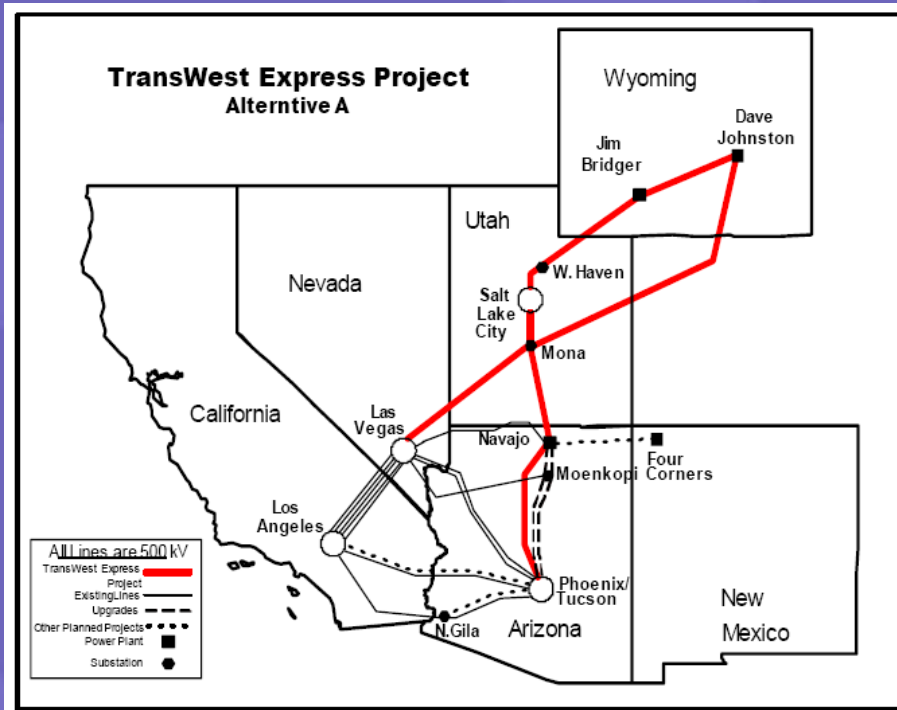 TransWest Express Project
Alterntive A
Wyoming
Dave
Johnston
Jim
Bridger
Utah
W. Haven
Nevada
Salt
Lake
City
Mona
California
Las
Vegas
Navajo
Four
Corners
Moenkopi
Los
Angeles
Phoenix/
Tucson
N.Gila
Arizona
New
Mexico
All Lines are 500 kV
TransWest Express
Project
ExistingLines
Upgrades
Other Planned Projects
Power Plant
Substation